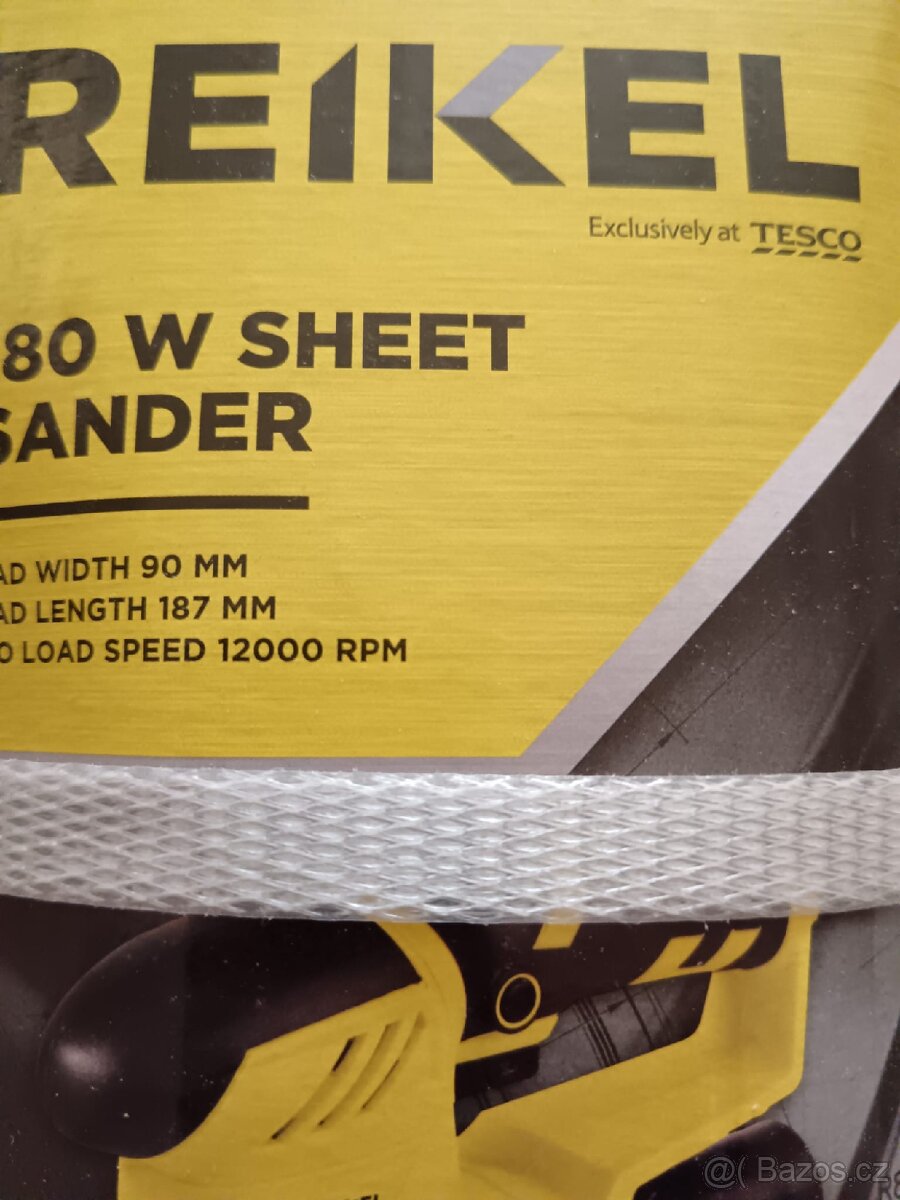 REIKEL
Exclusively at TESCO
80 W SHEET
SANDER
AD WIDTH 90 MM
AD LENGTH 187 MM
O LOAD SPEED 12000 RPM
@( Bazos.cz